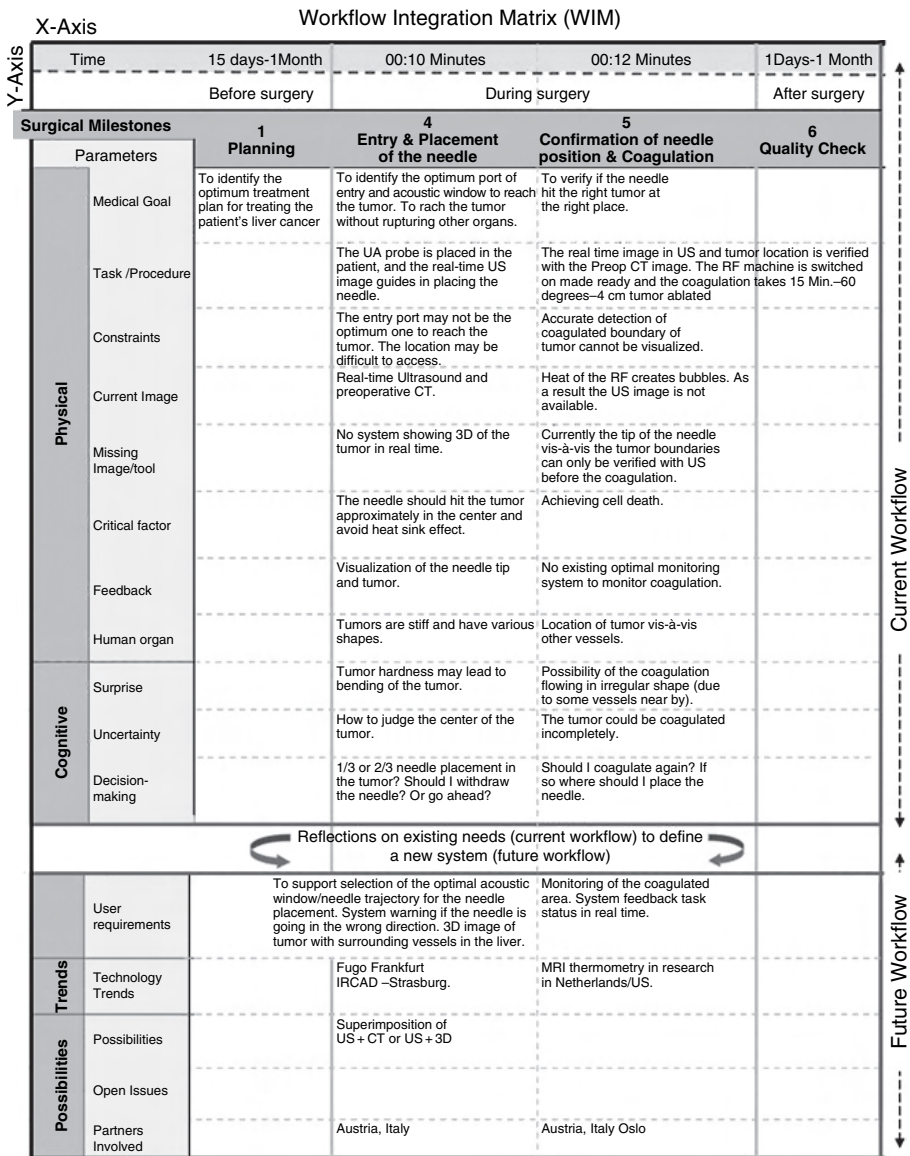 Workflow Integration Matrix (WIM)
X-Axis
Y-Axis
Time
15 days-1Month
00:10 Minutes
00:12 Minutes
1Days-1 Month
Before surgery
During surgery
After surgery
Surgical Milestones
Parameters
1
Planning
4
Entry & Placement
of the needle
5
Confirmation of needle
position & Coagulation
6
Quality Check
Physical
Medical Goal
To identify the
optimum treatment
plan for treating the
patient's liver cancer
To identify the optimum port of
entry and acoustic window to reach
the tumor. To rach the tumor
without rupturing other organs.
To verify if the needle
hit the right tumor at
the right place.
Task /Procedure
The UA probe is placed in the
patient, and the real-time US
image guides in placing the
needle.
The real time image in US and tumor location is verified
with the Preop CT image. The RF machine is switched
on made ready and the coagulation takes 15 Min.–60
degrees–4 cm tumor ablated
Constraints
The entry port may not be the
optimum one to reach the
tumor. The location may be
difficult to access.
Accurate detection of
coagulated boundary of
tumor cannot be visualized.
Current Image
Real-time Ultrasound and
preoperative CT.
Heat of the RF creates bubbles. As
a result the US image is not
available.
Missing
Image/tool
No system showing 3D of the
tumor in real time.
Currently the tip of the needle
vis-à-vis the tumor boundaries
can only be verified with US
before the coagulation.
Critical factor
The needle should hit the tumor
approximately in the center and
avoid heat sink effect.
Achieving cell death.
Feedback
Visualization of the needle tip
and tumor.
No existing optimal monitoring
system to monitor coagulation.
Human organ
Tumors are stiff and have various
shapes.
Location of tumor vis-à-vis
other vessels.
Cognitive
Surprise
Tumor hardness may lead to
bending of the tumor.
Possibility of the coagulation
flowing in irregular shape (due
to some vessels near by).
Uncertainty
How to judge the center of the
tumor.
The tumor could be coagulated
incompletely.
Decision-
making
1/3 or 2/3 needle placement in
the tumor? Should I withdraw
the needle? Or go ahead?
Should I coagulate again? If
so where should I place the
needle.
Current Workflow
Reflections on existing needs (current workflow) to define
a new system (future workflow)
User
requirements
To support selection of the optimal acoustic
window/needle trajectory for the needle
placement. System warning if the needle is
going in the wrong direction. 3D image of
tumor with surrounding vessels in the liver.
Monitoring of the coagulated
area. System feedback task
status in real time.
Trends
Technology
Trends
Fugo Frankfurt
IRCAD –Strasburg.
MRI thermometry in research
in Netherlands/US.
Possibilities
Possibilities
Superimposition of
US + CT or US + 3D
Open Issues
Partners
Involved
Austria, Italy
Austria, Italy Oslo
Future Workflow